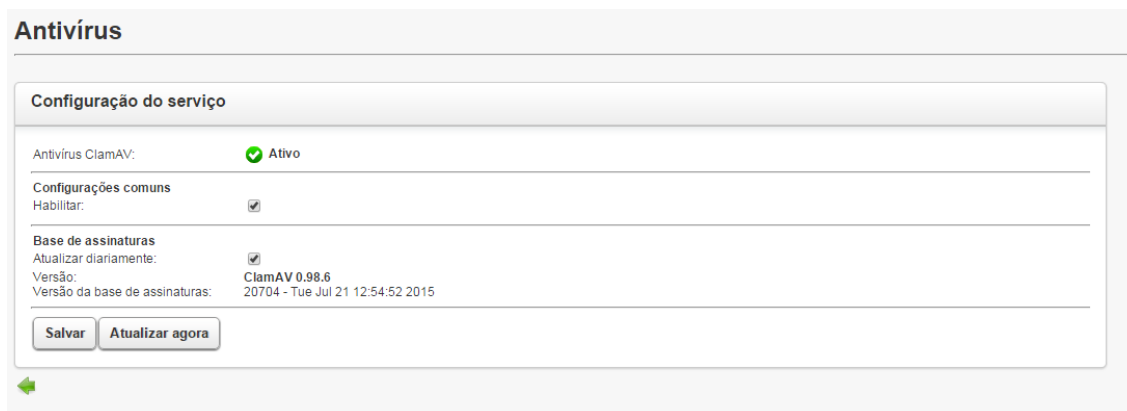 Antivírus
Configuração do serviço
Antivírus ClamAV: Ativo
Configurações comuns
Habilitar:
Base de assinaturas
Atualizar diariamente:
Versão: ClamAV 0.98.6
Versão da base de assinaturas: 20704 - Tue Jul 21 12:54:52 2015
Salvar Atualizar agora